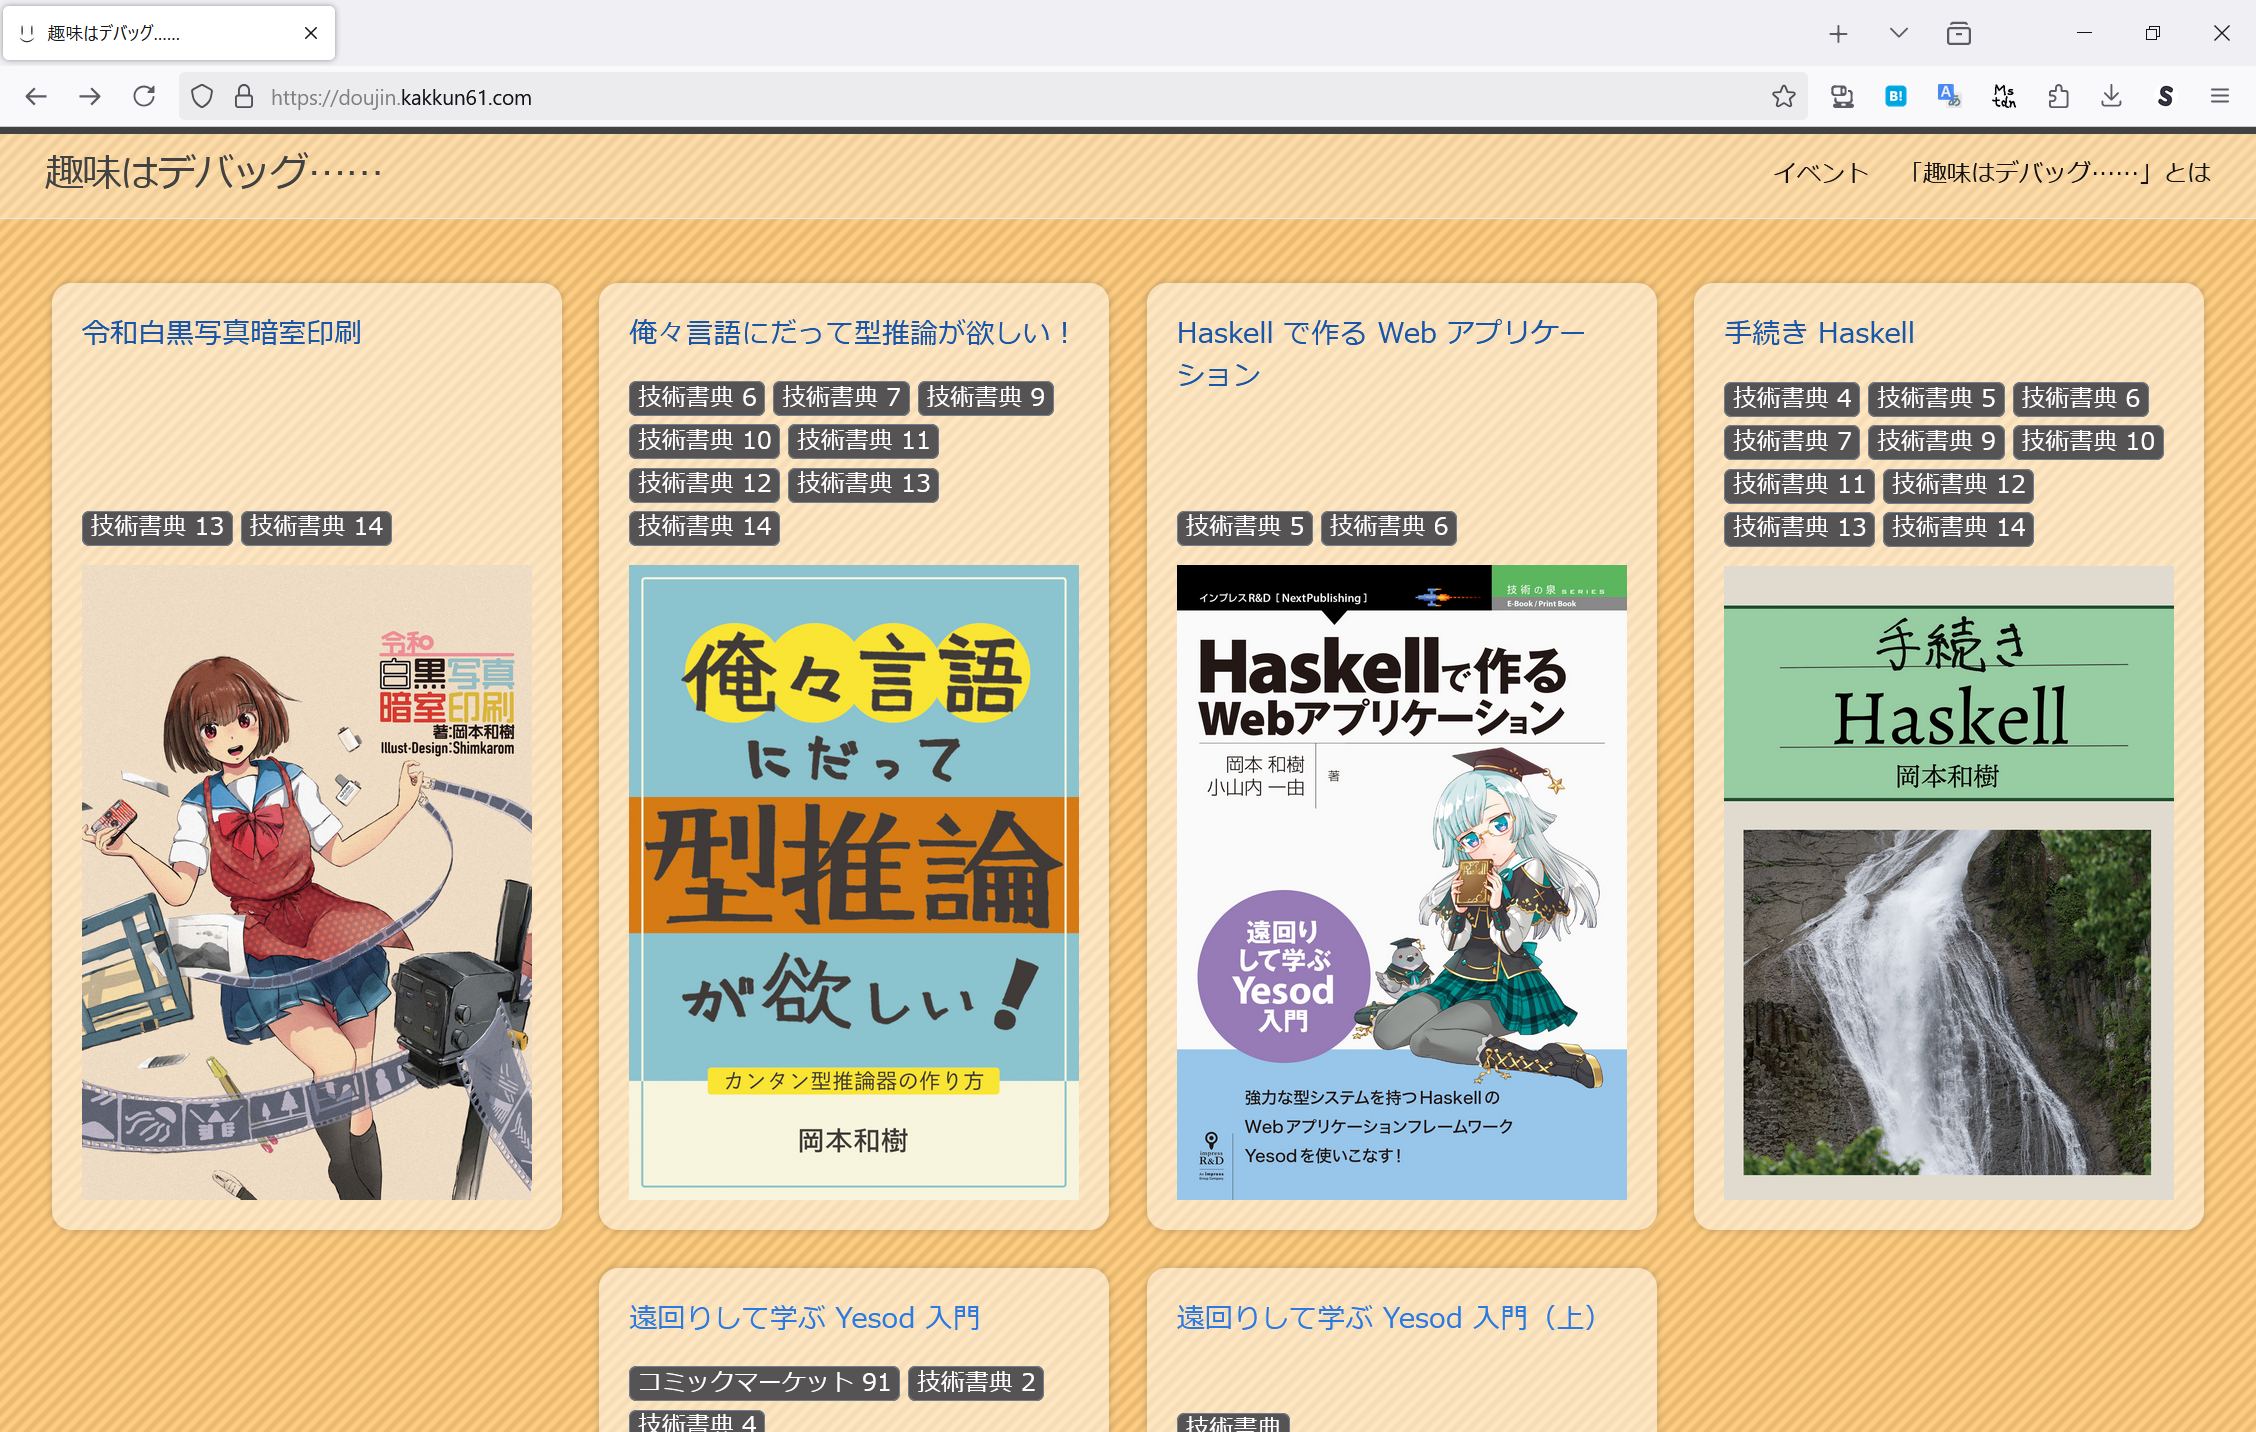 趣味はデバッグ……
https://doujin.kakkun61.com
B!
A あ
Ms
tdn
S
趣味はデバッグ……
イベント 「趣味はデバッグ……」とは
令和白黒写真暗室印刷
技術書典 13 技術書典 14
令和
白黒写真
暗室印刷
著:岡本和樹
Illust・Design:Shimkarom
俺々言語にだって型推論が欲しい！
技術書典 6 技術書典 7 技術書典 9
技術書典 10 技術書典 11
技術書典 12 技術書典 13
技術書典 14
俺々言語
にだって
型推論
が欲しい!
カンタン型推論器の作り方
岡本和樹
Haskell で作る Web アプリケー
ション
技術書典 5 技術書典 6
インプレスR&D［NextPublishing］
技術の泉 SERIES
E-Book / Print Book
Haskellで作る
Webアプリケーション
岡本 和樹
小山内 一由
著
遠回り
して学ぶ
Yesod
入門
強力な型システムを持つHaskellの
Webアプリケーションフレームワーク
Yesodを使いこなす！
impress
R&D
手続き Haskell
技術書典 4 技術書典 5 技術書典 6
技術書典 7 技術書典 9 技術書典 10
技術書典 11 技術書典 12
技術書典 13 技術書典 14
手続き
Haskell
岡本和樹
遠回りして学ぶ Yesod 入門
コミックマーケット 91 技術書典 2
技術書典 4
遠回りして学ぶ Yesod 入門（上）
技術書典